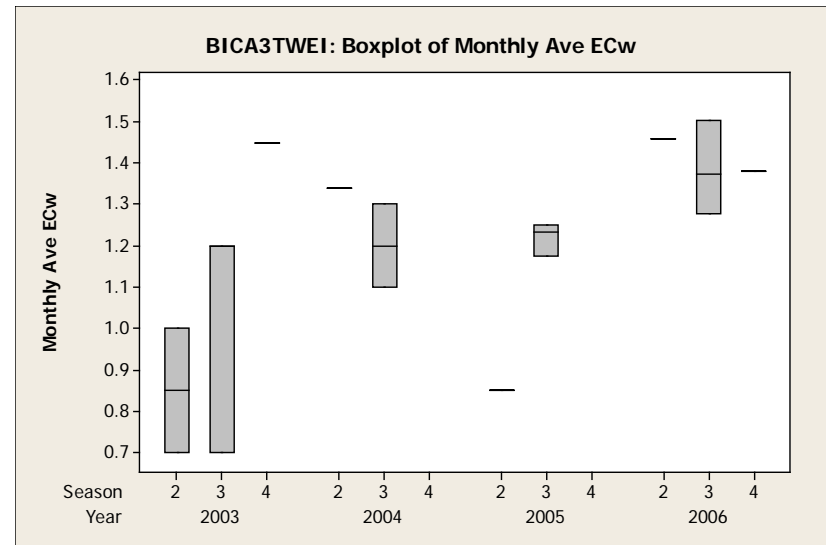 BICA3TWEI: Boxplot of Monthly Ave ECw
1.6
1.5
1.4
1.3
1.2
1.1
1.0
0.9
0.8
0.7
Monthly Ave ECw
Season 2 3 4 2 3 4 2 3 4 2 3 4
Year 2003 2004 2005 2006